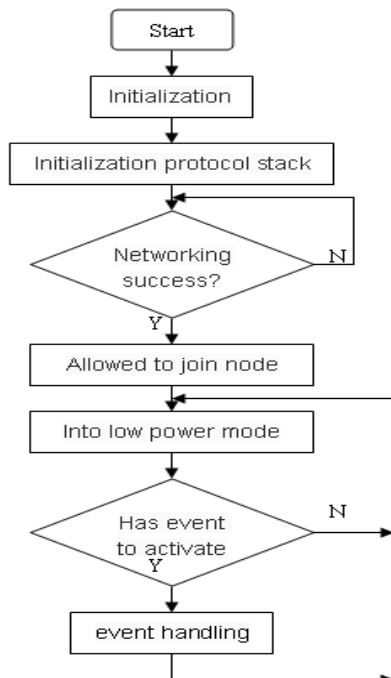 Start
Initialization
Initialization protocol stack
Networking
success?
N
Y
Allowed to join node
Into low power mode
Has event
to activate
N
Y
event handling